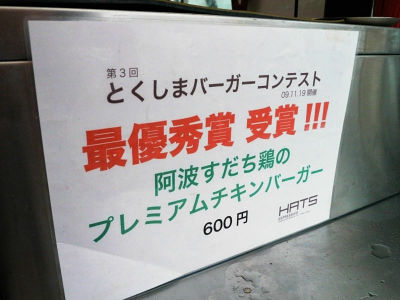 第3回
とくしまバーガーコンテスト
09.11.19開催
最優秀賞 受賞!!!
阿波すだち鶏の
プレミアムチキンバーガー
600円
HATS